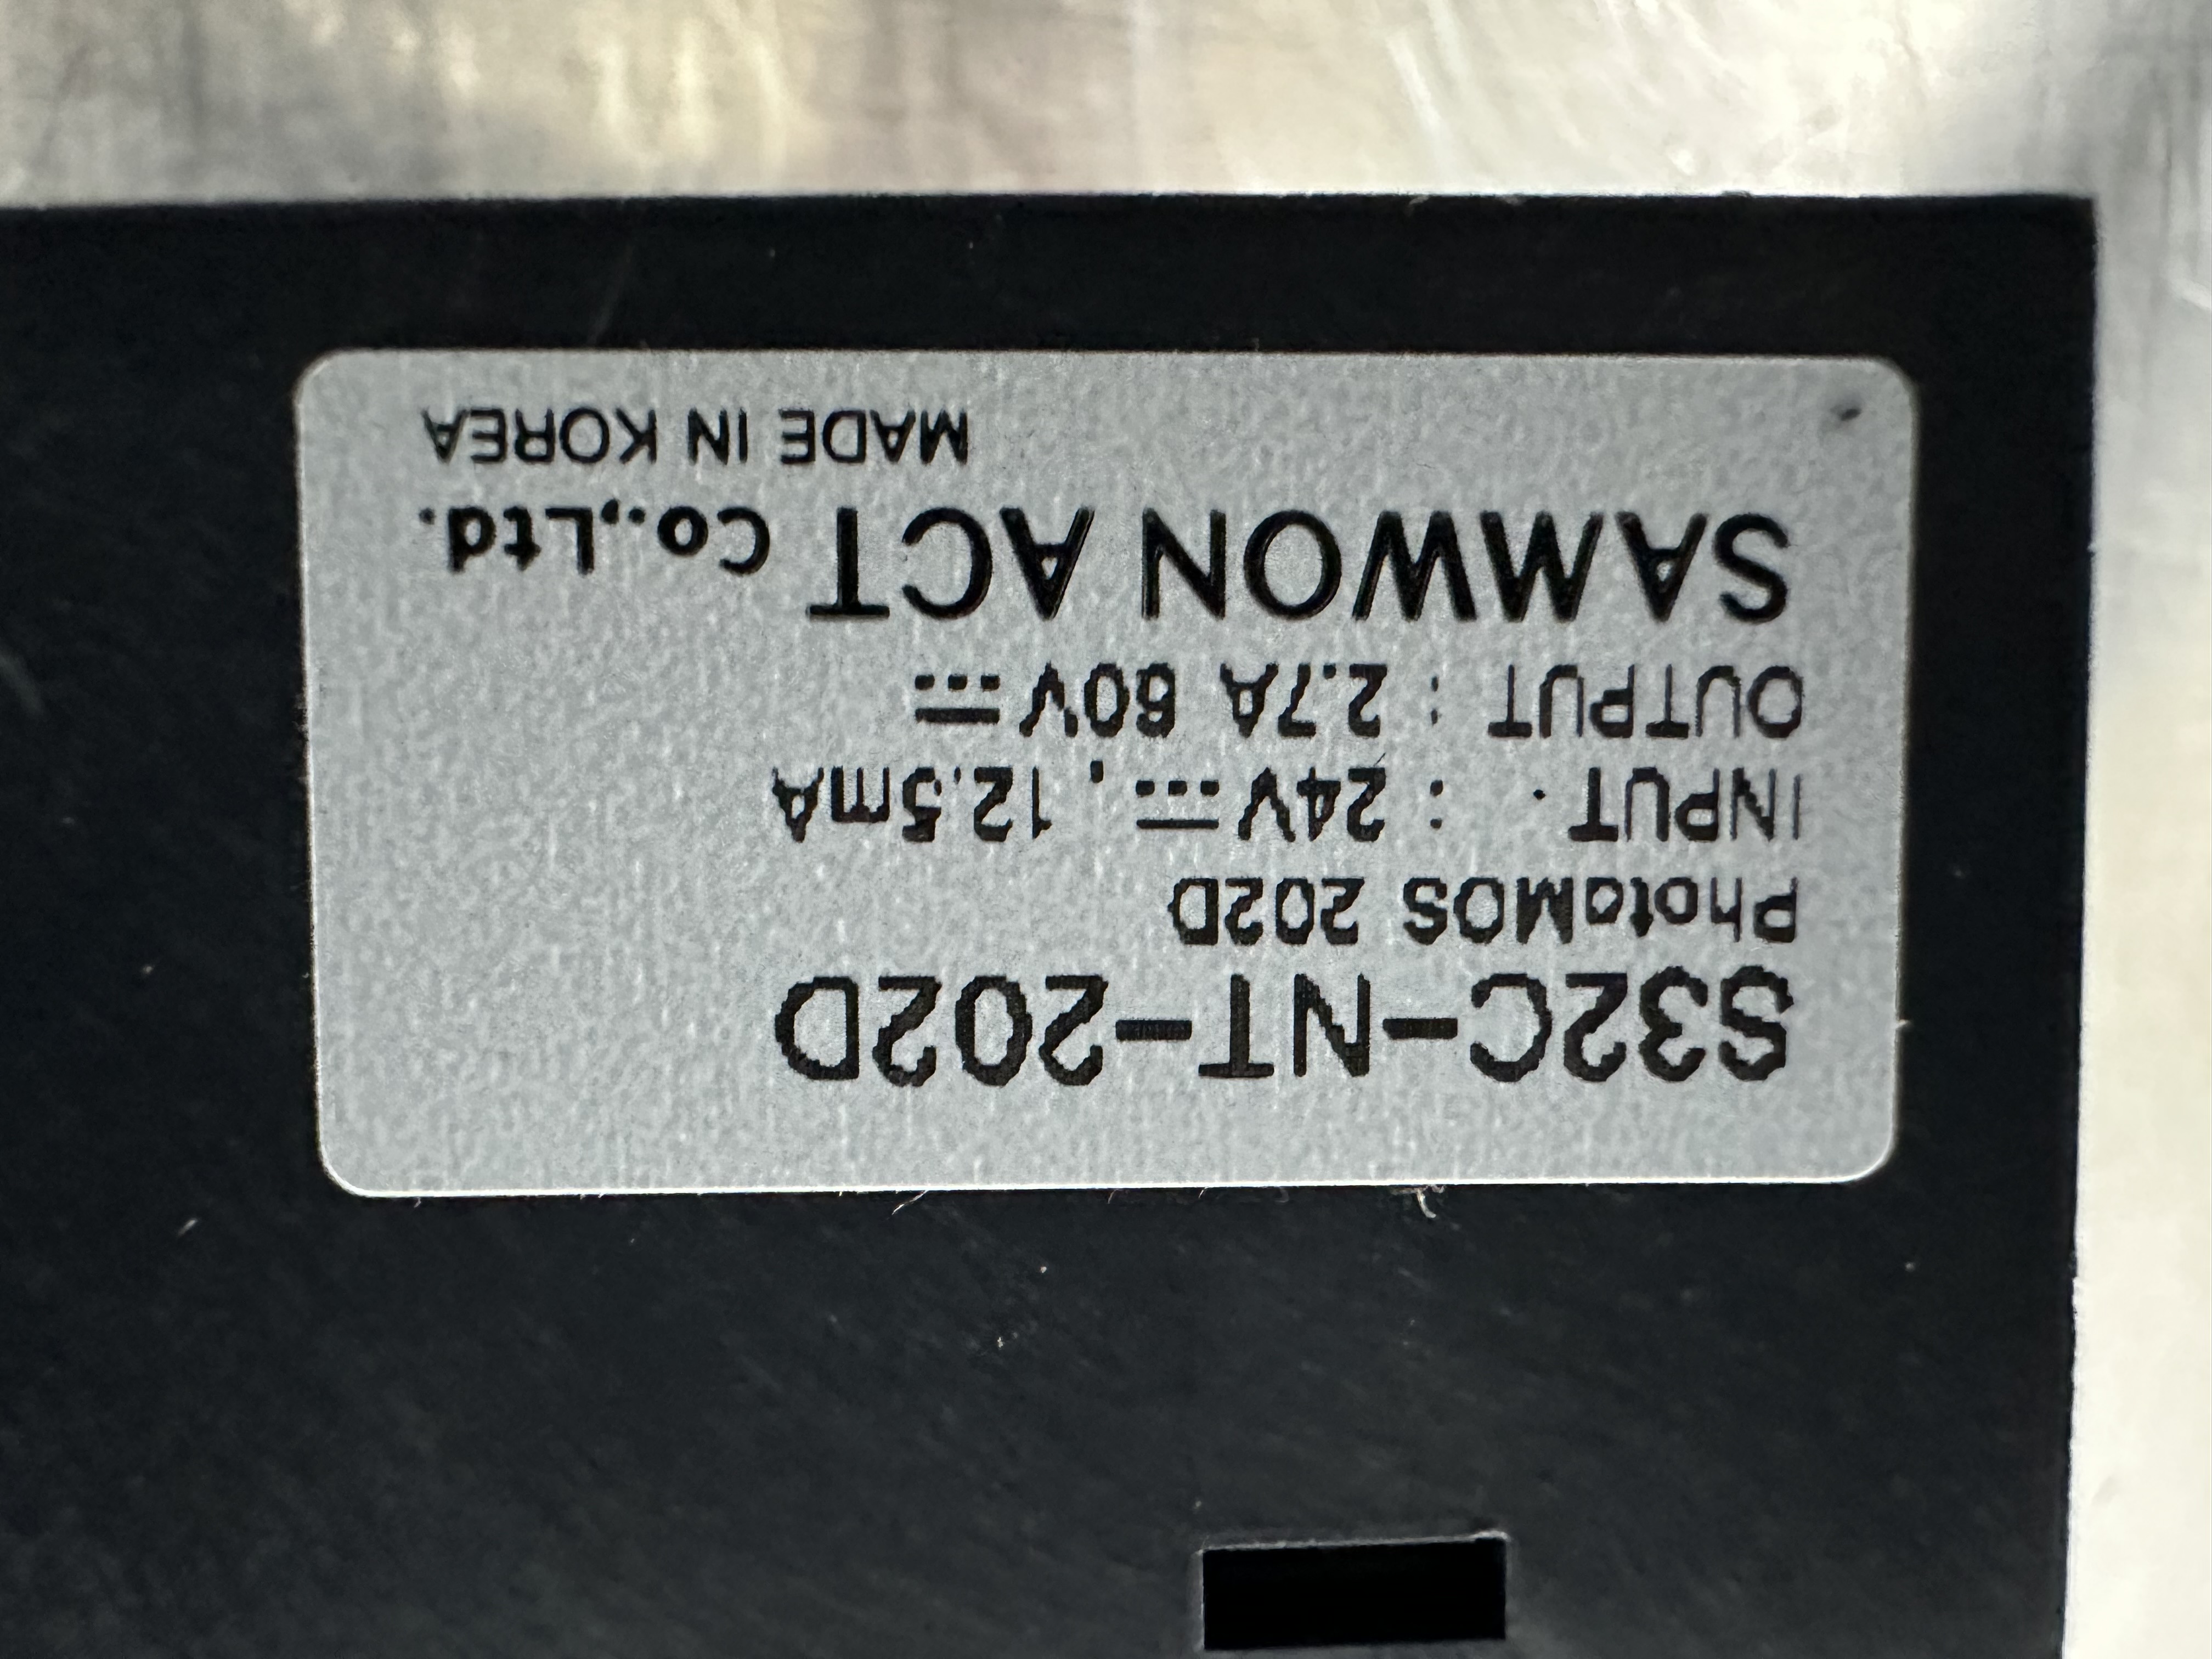 S32C-NT-202D
PhotoMOS 202D
INPUT : 24V⎓, 12.5mA
OUTPUT : 2.7A 60V⎓
SAMWON ACT Co.,Ltd.
MADE IN KOREA